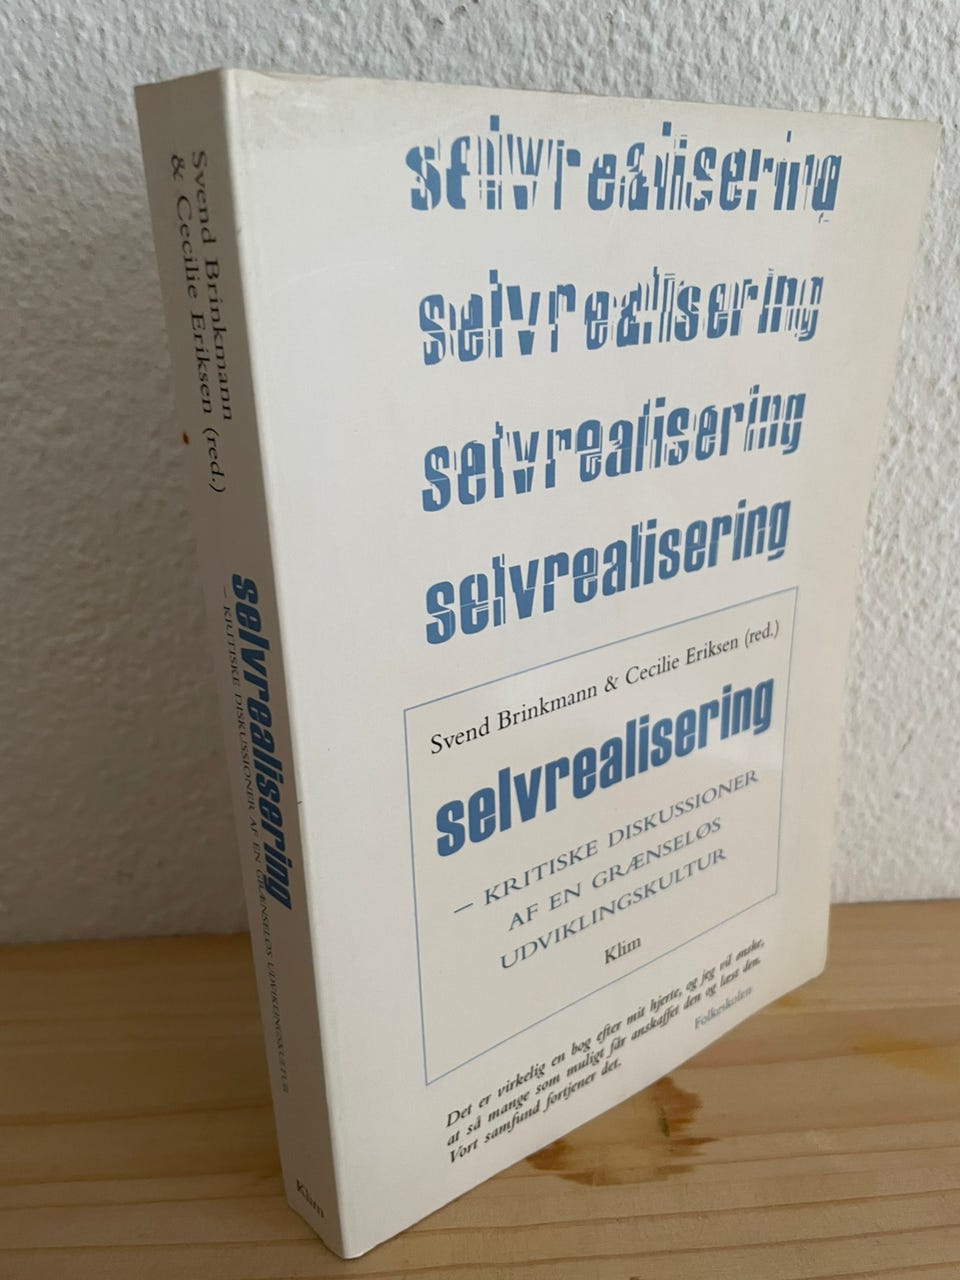 Svend Brinkmann
& Cecilie Eriksen (red.)
selvrealisering
– KRITISKE DISKUSSIONER AF EN GRÆNSELØS UDVIKLINGSKULTUR
Klim
selvrealisering
selvrealisering
selvrealisering
selvrealisering
Svend Brinkmann & Cecilie Eriksen (red.)
selvrealisering
– KRITISKE DISKUSSIONER
AF EN GRÆNSELØS
UDVIKLINGSKULTUR
Klim
Det er virkelig en bog efter mit hjerte, og jeg vil ønske,
at så mange som muligt får anskaffet den og læst den.
Vort samfund fortjener det.
Folkeskolen